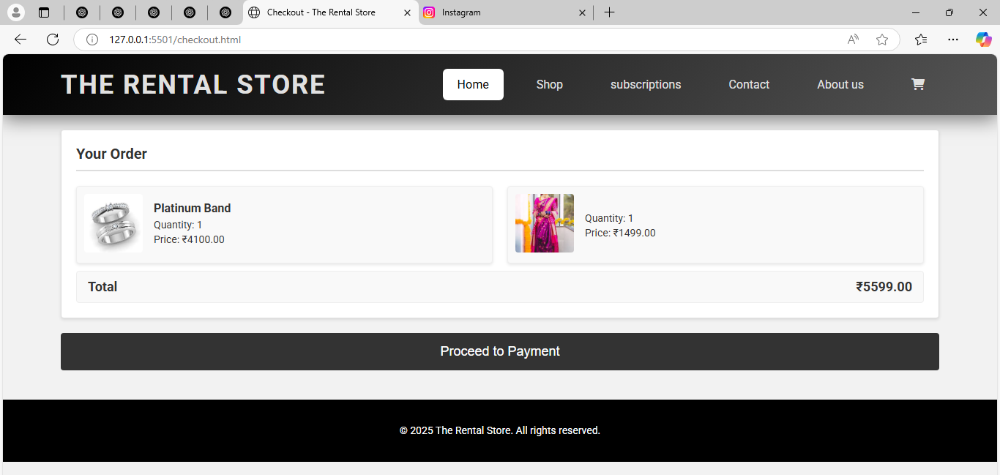 Checkout - The Rental Store
Instagram
127.0.0.1:5501/checkout.html
THE RENTAL STORE
Home
Shop
subscriptions
Contact
About us
Your Order
Platinum Band
Quantity: 1
Price: ₹4100.00
Quantity: 1
Price: ₹1499.00
Total
₹5599.00
Proceed to Payment
© 2025 The Rental Store. All rights reserved.